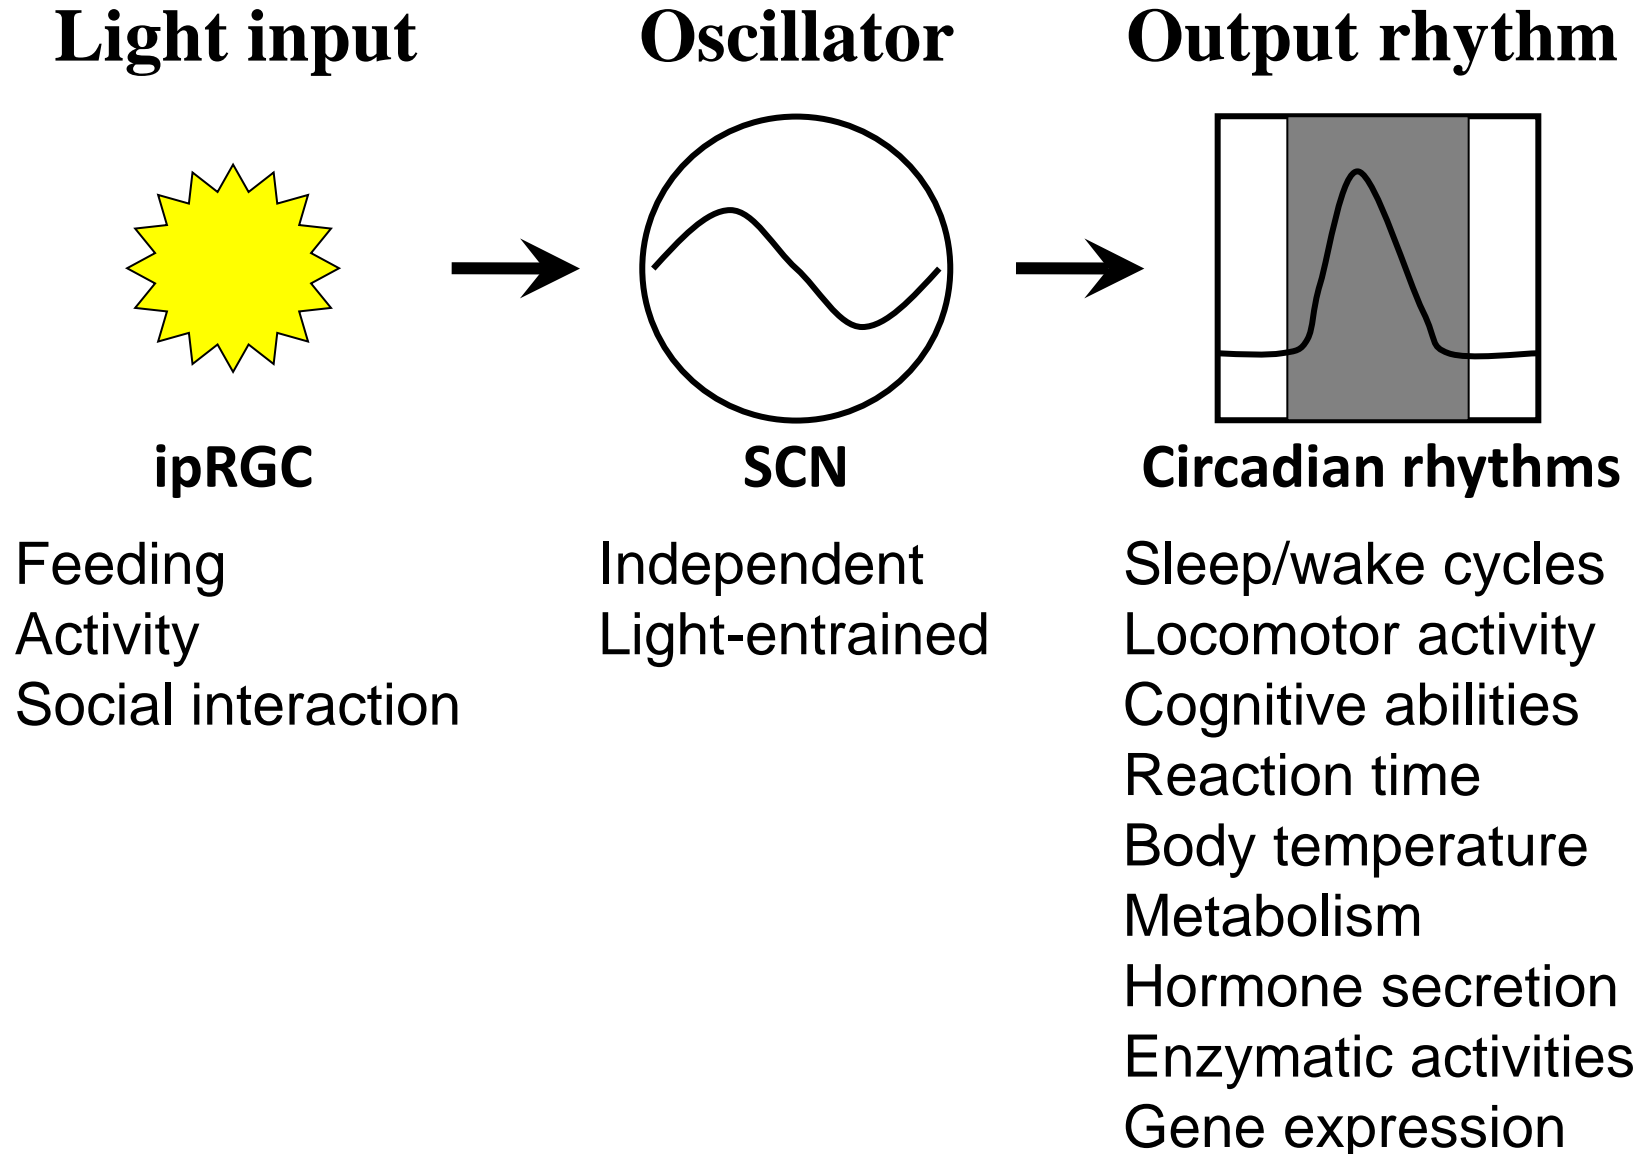 Light input
Oscillator
Output rhythm
ipRGC
SCN
Circadian rhythms
Feeding
Activity
Social interaction
Independent
Light-entrained
Sleep/wake cycles
Locomotor activity
Cognitive abilities
Reaction time
Body temperature
Metabolism
Hormone secretion
Enzymatic activities
Gene expression